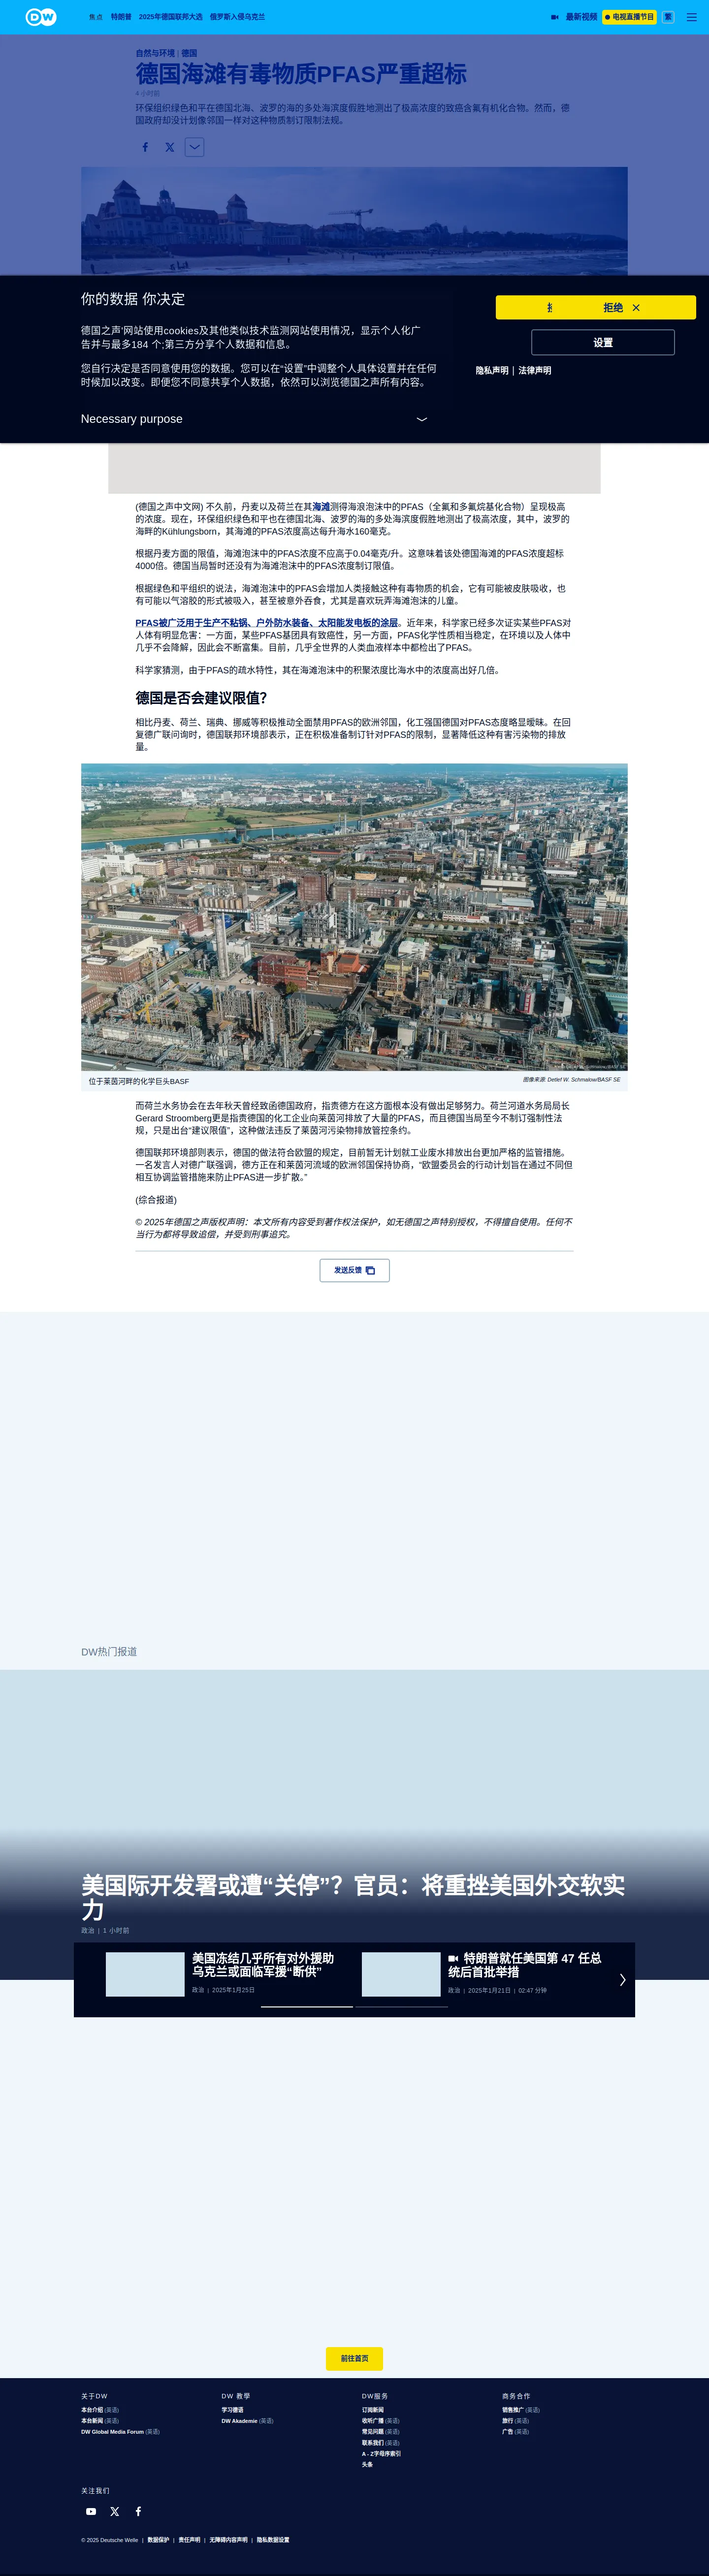 DW
焦点 特朗普 2025年德国联邦大选 俄罗斯入侵乌克兰 最新视频 电视直播节目 繁
自然与环境 | 德国
德国海滩有毒物质PFAS严重超标
4 小时前
环保组织绿色和平在德国北海、波罗的海的多处海滨度假胜地测出了极高浓度的致癌含氟有机化合物。然而，德
国政府却没计划像邻国一样对这种物质制订限制法规。
你的数据 你决定
拒绝
德国之声'网站使用cookies及其他类似技术监测网站使用情况，显示个人化广
告并与最多184 个;第三方分享个人数据和信息。
设置
您自行决定是否同意使用您的数据。您可以在“设置”中调整个人具体设置并在任何
时候加以改变。即便您不同意共享个人数据，依然可以浏览德国之声所有内容。
隐私声明 | 法律声明
Necessary purpose
(德国之声中文网) 不久前，丹麦以及荷兰在其海滩测得海浪泡沫中的PFAS（全氟和多氟烷基化合物）呈现极高
的浓度。现在，环保组织绿色和平也在德国北海、波罗的海的多处海滨度假胜地测出了极高浓度，其中，波罗的
海畔的Kühlungsborn，其海滩的PFAS浓度高达每升海水160毫克。
根据丹麦方面的限值，海滩泡沫中的PFAS浓度不应高于0.04毫克/升。这意味着该处德国海滩的PFAS浓度超标
4000倍。德国当局暂时还没有为海滩泡沫中的PFAS浓度制订限值。
根据绿色和平组织的说法，海滩泡沫中的PFAS会增加人类接触这种有毒物质的机会，它有可能被皮肤吸收，也
有可能以气溶胶的形式被吸入，甚至被意外吞食，尤其是喜欢玩弄海滩泡沫的儿童。
PFAS被广泛用于生产不粘锅、户外防水装备、太阳能发电板的涂层。近年来，科学家已经多次证实某些PFAS对
人体有明显危害：一方面，某些PFAS基团具有致癌性，另一方面，PFAS化学性质相当稳定，在环境以及人体中
几乎不会降解，因此会不断富集。目前，几乎全世界的人类血液样本中都检出了PFAS。
科学家猜测，由于PFAS的疏水特性，其在海滩泡沫中的积聚浓度比海水中的浓度高出好几倍。
德国是否会建议限值？
相比丹麦、荷兰、瑞典、挪威等积极推动全面禁用PFAS的欧洲邻国，化工强国德国对PFAS态度略显暧昧。在回
复德广联问询时，德国联邦环境部表示，正在积极准备制订针对PFAS的限制，显著降低这种有害污染物的排放
量。
位于莱茵河畔的化学巨头BASF
图像来源: Detlef W. Schmalow/BASF SE
而荷兰水务协会在去年秋天曾经致函德国政府，指责德方在这方面根本没有做出足够努力。荷兰河道水务局局长
Gerard Stroomberg更是指责德国的化工企业向莱茵河排放了大量的PFAS，而且德国当局至今不制订强制性法
规，只是出台“建议限值”，这种做法违反了莱茵河污染物排放管控条约。
德国联邦环境部则表示，德国的做法符合欧盟的规定，目前暂无计划就工业废水排放出台更加严格的监管措施。
一名发言人对德广联强调，德方正在和莱茵河流域的欧洲邻国保持协商，“欧盟委员会的行动计划旨在通过不同但
相互协调监管措施来防止PFAS进一步扩散。”
(综合报道)
© 2025年德国之声版权声明：本文所有内容受到著作权法保护，如无德国之声特别授权，不得擅自使用。任何不
当行为都将导致追偿，并受到刑事追究。
发送反馈
DW热门报道
美国际开发署或遭“关停”？官员：将重挫美国外交软实
力
政治 | 1 小时前
美国冻结几乎所有对外援助
乌克兰或面临军援“断供”
政治 | 2025年1月25日
特朗普就任美国第 47 任总
统后首批举措
政治 | 2025年1月21日 | 02:47 分钟
前往首页
关于DW
本台介绍 (英语)
本台新闻 (英语)
DW Global Media Forum (英语)
DW 教學
学习德语
DW Akademie (英语)
DW服务
订阅新闻
收听广播 (英语)
常见问题 (英语)
联系我们 (英语)
A - Z字母序索引
头条
商务合作
销售推广 (英语)
旅行 (英语)
广告 (英语)
关注我们
© 2025 Deutsche Welle | 数据保护 | 责任声明 | 无障碍内容声明 | 隐私数据设置